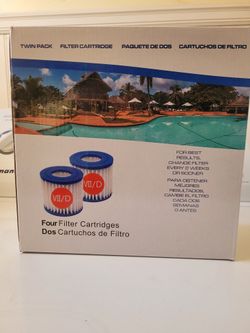 TWIN PACK FILTER CARTRIDGE PAQUETE DE DOS CARTUCHOS DE FILTRO
VII/D
VII/D
FOR BEST
RESULTS,
CHANGE FILTER
EVERY 2 WEEKS
OR SOONER
PARA OBTENER
MEJORES
RESULTADOS,
CAMBIE EL FILTRO
CADA DOS
SEMANAS
O ANTES
Four Filter Cartridges
Dos Cartuchos de Filtro